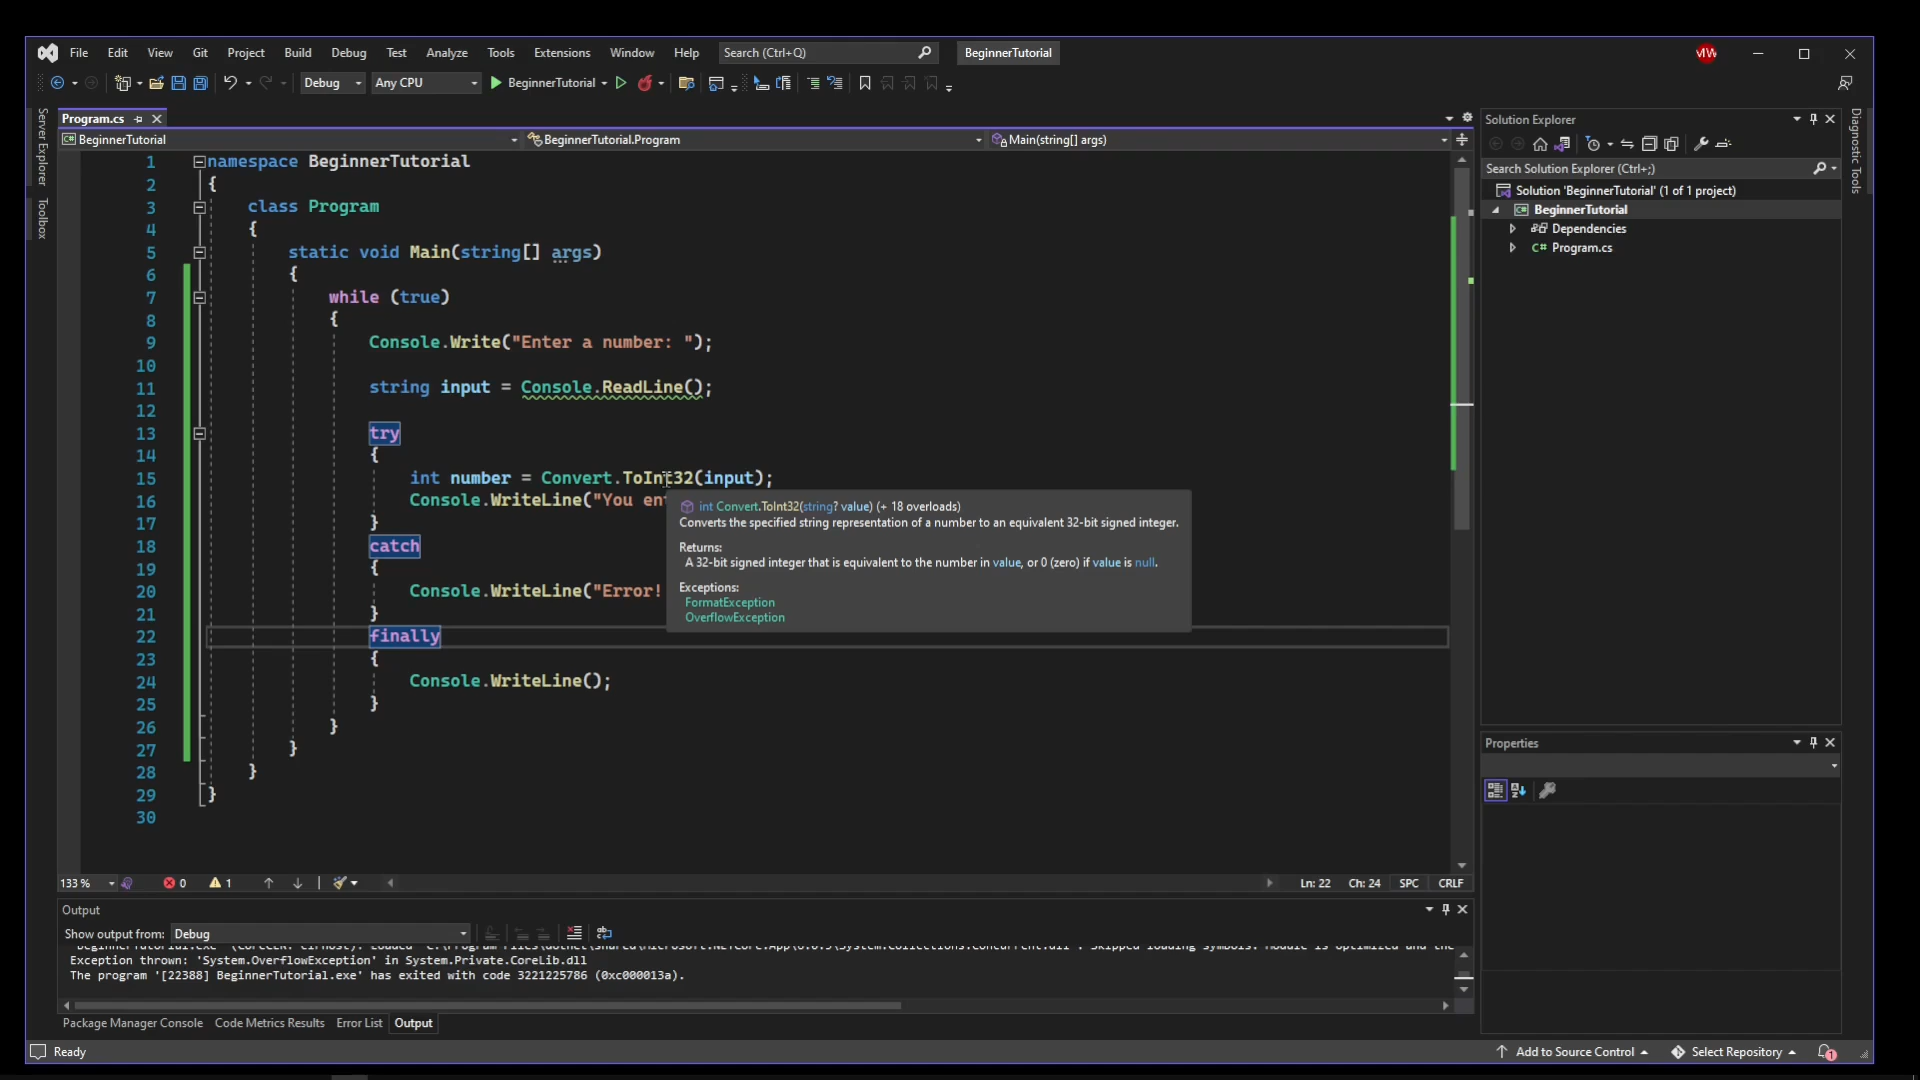 File Edit View Git Project Build Debug Test Analyze Tools Extensions Window Help Search (Ctrl+Q) BeginnerTutorial
Debug Any CPU BeginnerTutorial
Server Explorer
Toolbox
Program.cs
BeginnerTutorial BeginnerTutorial.Program Main(string[] args)
1 namespace BeginnerTutorial
2 {
3 class Program
4 {
5 static void Main(string[] args)
6 {
7 while (true)
8 {
9 Console.Write("Enter a number: ");
10
11 string input = Console.ReadLine();
12
13 try
14 {
15 int number = Convert.ToInt32(input);
16 Console.WriteLine("You
17 }
18 catch
19 {
20 Console.WriteLine("Error!
21 }
22 finally
23 {
24 Console.WriteLine();
25 }
26 }
27 }
28 }
29 }
30
int Convert.ToInt32(string? value) (+ 18 overloads)
Converts the specified string representation of a number to an equivalent 32-bit signed integer.
Returns:
A 32-bit signed integer that is equivalent to the number in value, or 0 (zero) if value is null.
Exceptions:
FormatException
OverflowException
133 % 0 1 Ln: 22 Ch: 24 SPC CRLF
Output
Show output from: Debug
Exception thrown: 'System.OverflowException' in System.Private.CoreLib.dll
The program '[22388] BeginnerTutorial.exe' has exited with code 3221225786 (0xc000013a).
Package Manager Console Code Metrics Results Error List Output
Ready Add to Source Control Select Repository 1
Solution Explorer
Search Solution Explorer (Ctrl+;)
Solution 'BeginnerTutorial' (1 of 1 project)
BeginnerTutorial
Dependencies
C# Program.cs
Properties
Diagnostic Tools